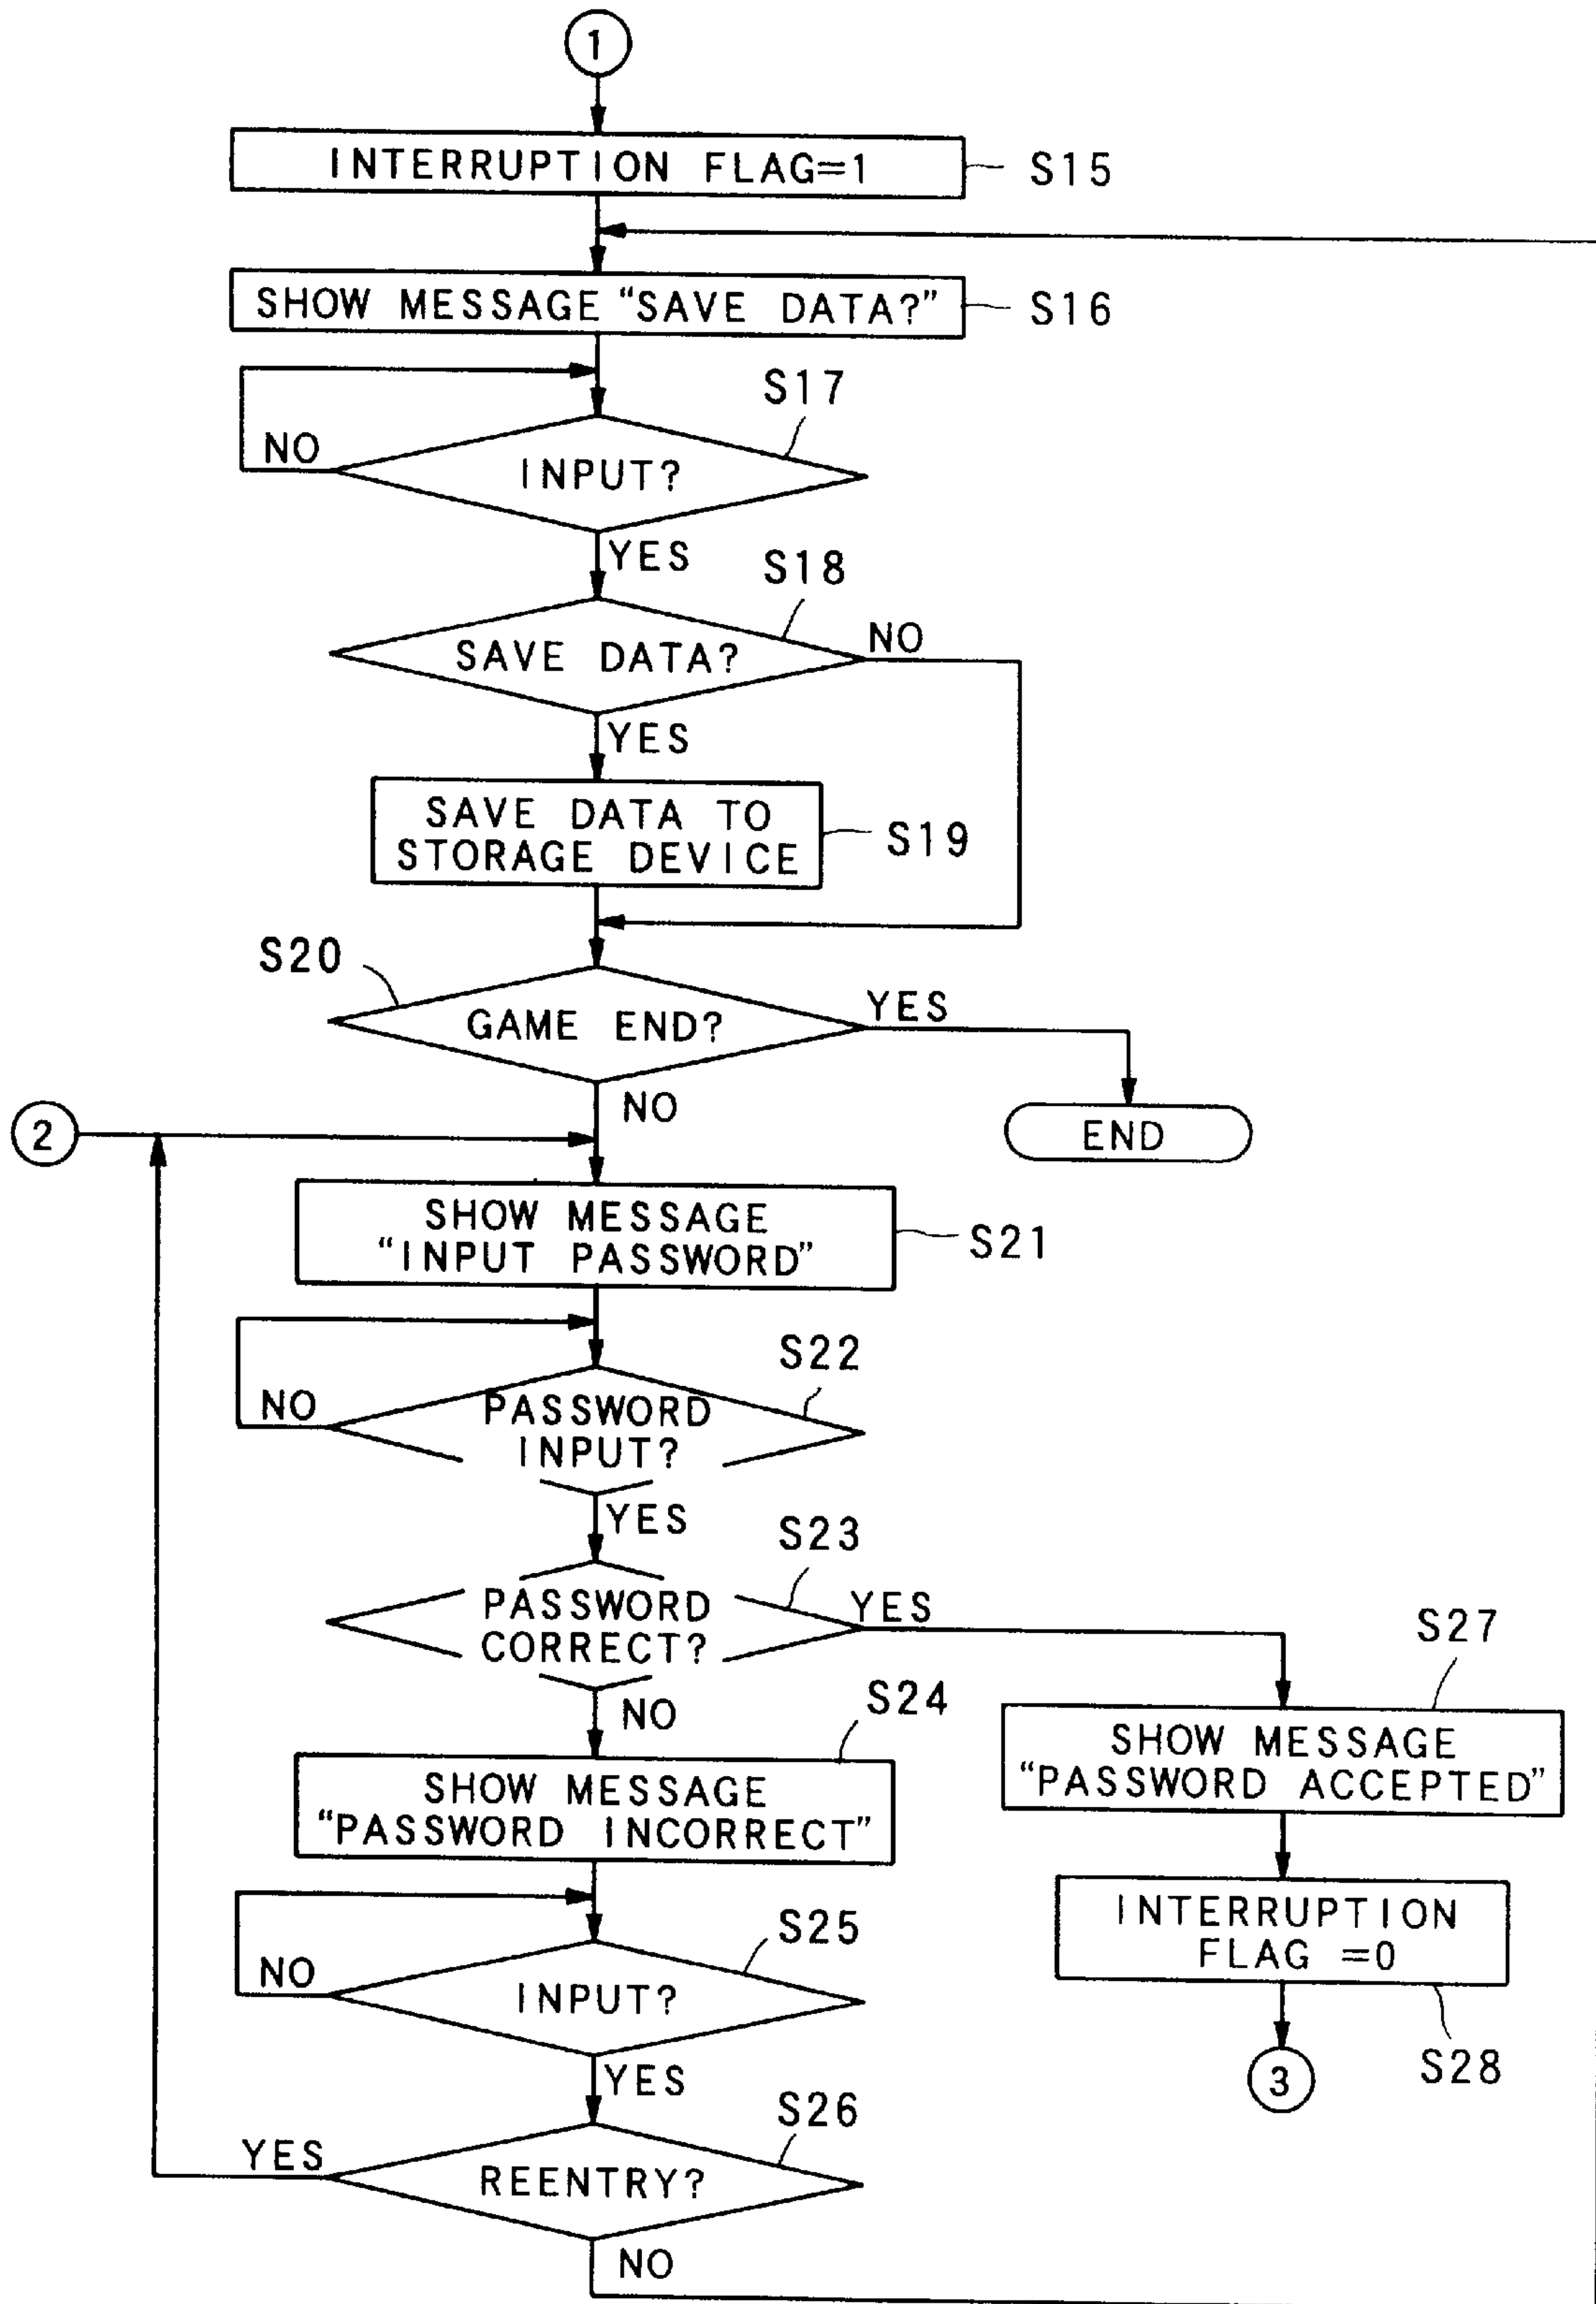 1
INTERRUPTION FLAG=1
S15
SHOW MESSAGE “SAVE DATA?”
S16
S17
NO
INPUT?
YES
S18
SAVE DATA?
NO
YES
SAVE DATA TO
STORAGE DEVICE
S19
S20
GAME END?
YES
NO
2
END
SHOW MESSAGE
“INPUT PASSWORD”
S21
S22
NO
PASSWORD
INPUT?
YES
S23
PASSWORD
CORRECT?
YES
S27
NO
S24
SHOW MESSAGE
“PASSWORD ACCEPTED”
SHOW MESSAGE
“PASSWORD INCORRECT”
INTERRUPTION
FLAG =0
S25
NO
INPUT?
S28
3
YES
S26
YES
REENTRY?
NO